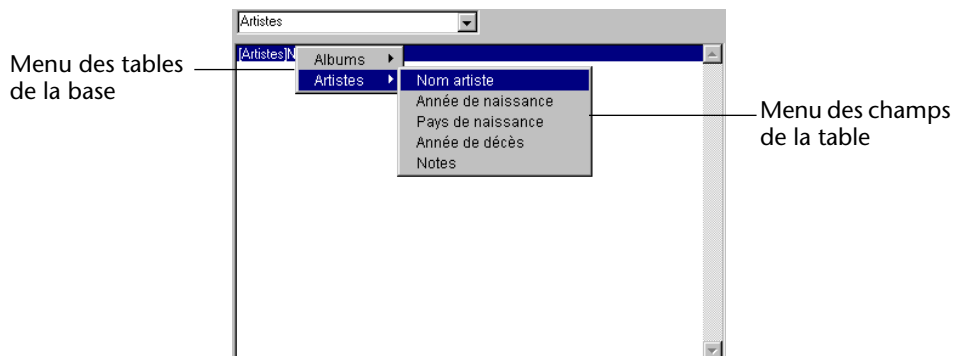 Artistes
[Artistes]N
Menu des tables
de la base
Albums
Artistes
Nom artiste
Année de naissance
Pays de naissance
Année de décès
Notes
Menu des champs
de la table